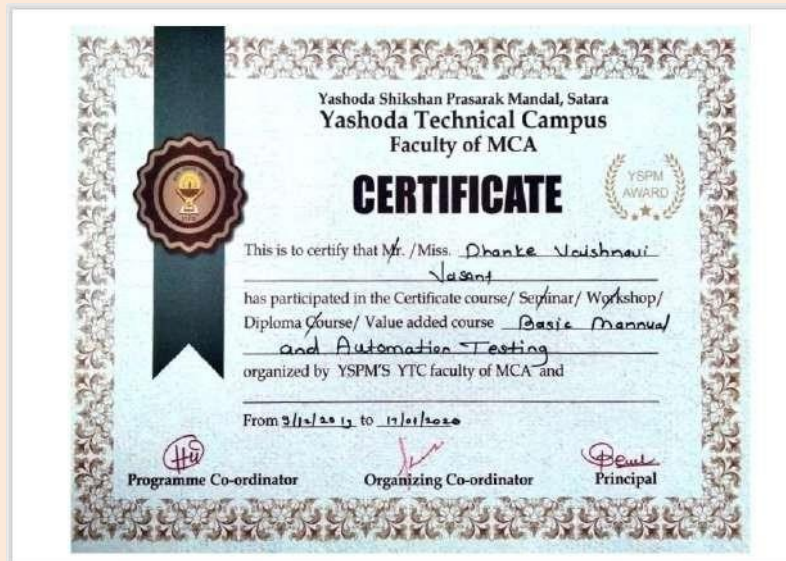 Yashoda Shikshan Prasarak Mandal, Satara
Yashoda Technical Campus
Faculty of MCA
CERTIFICATE
YSPM
AWARD
This is to certify that Mr. /Miss. Dhanke Vaishnavi
Vasant
has participated in the Certificate course/ Seminar/ Workshop/
Diploma Course/ Value added course Basic Mannual
and Automation Testing
organized by YSPM'S YTC faculty of MCA and
From 9/12/2019 to 17/01/2020
Programme Co-ordinator
Organizing Co-ordinator
Principal